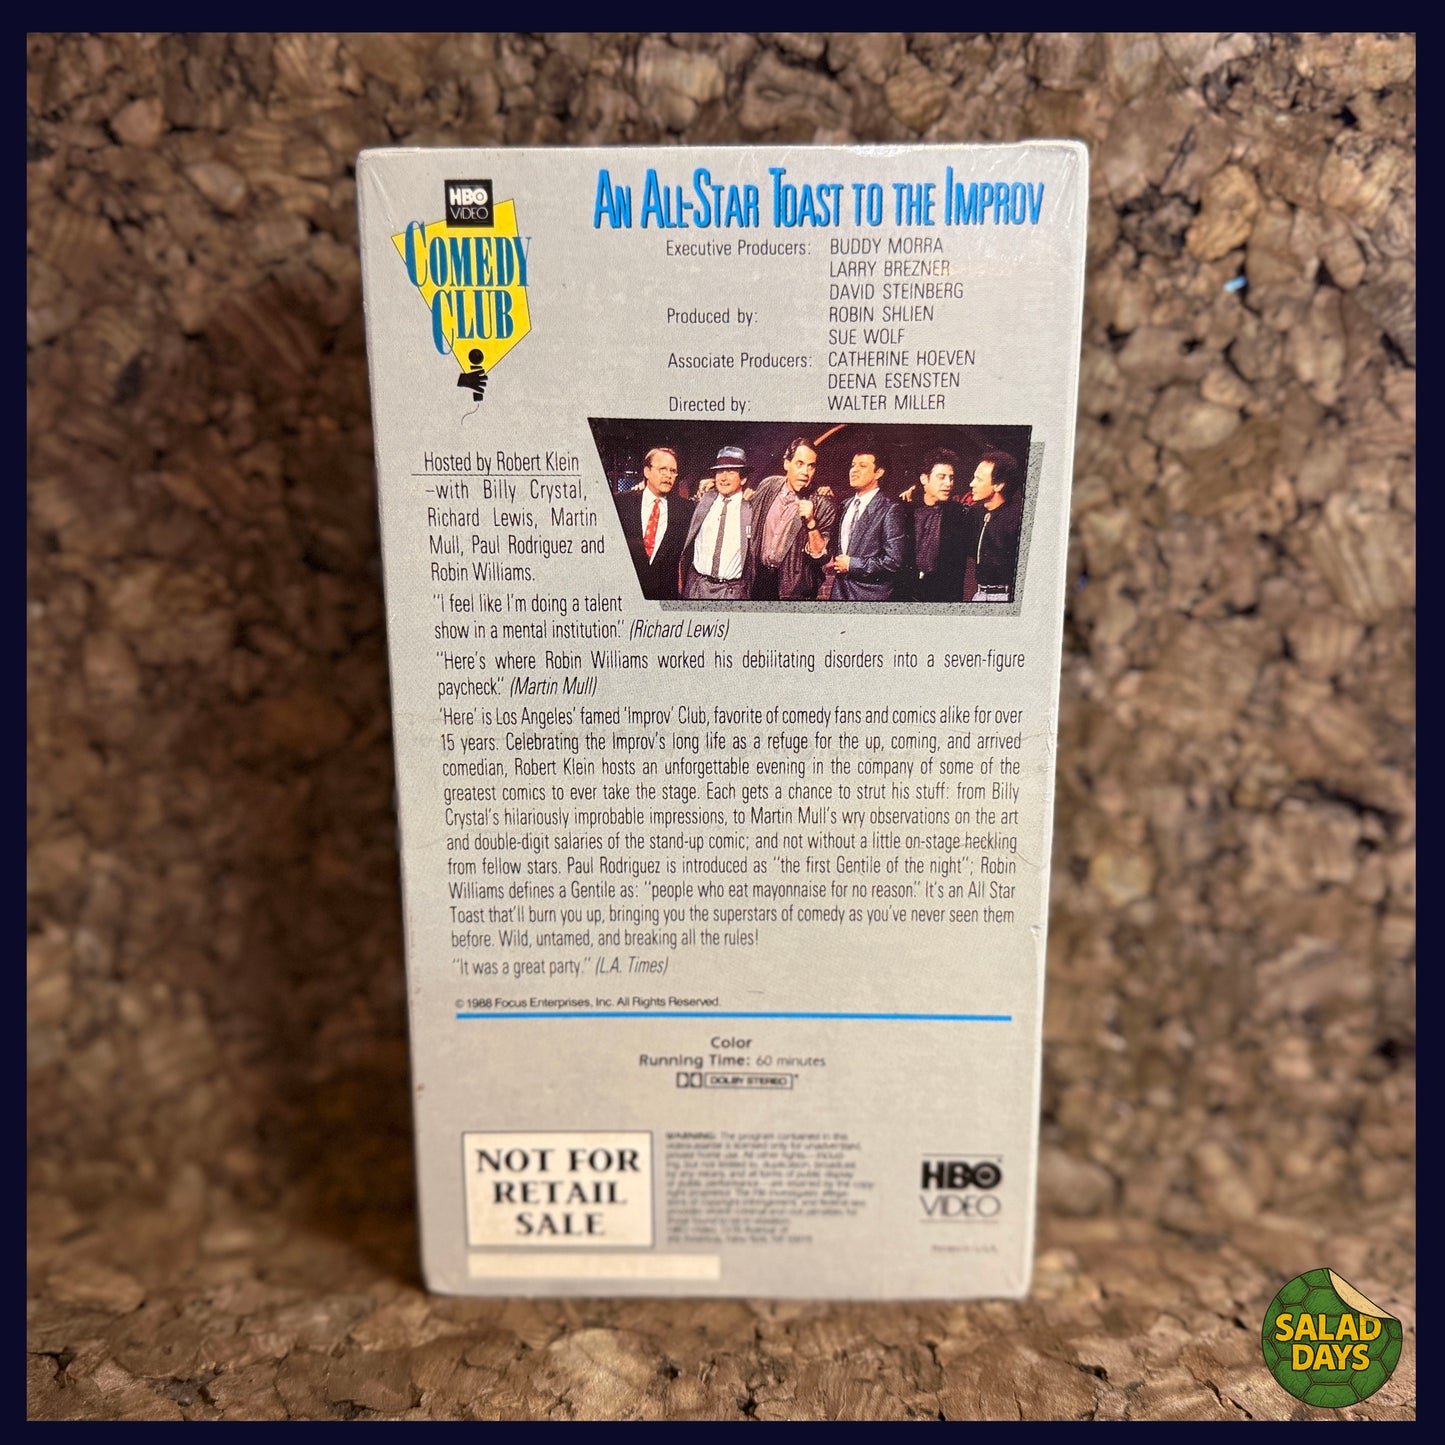 HBO
VIDEO
COMEDY
CLUB
AN ALL-STAR TOAST TO THE IMPROV
Executive Producers: BUDDY MORRA
LARRY BREZNER
DAVID STEINBERG
Produced by: ROBIN SHLIEN
SUE WOLF
Associate Producers: CATHERINE HOEVEN
DEENA ESENSTEN
Directed by: WALTER MILLER
Hosted by Robert Klein
–with Billy Crystal,
Richard Lewis, Martin
Mull, Paul Rodriguez and
Robin Williams.
"I feel like I'm doing a talent
show in a mental institution." (Richard Lewis)
"Here's where Robin Williams worked his debilitating disorders into a seven-figure
paycheck." (Martin Mull)
'Here' is Los Angeles' famed 'Improv' Club, favorite of comedy fans and comics alike for over
15 years. Celebrating the Improv's long life as a refuge for the up, coming, and arrived
comedian, Robert Klein hosts an unforgettable evening in the company of some of the
greatest comics to ever take the stage. Each gets a chance to strut his stuff: from Billy
Crystal's hilariously improbable impressions, to Martin Mull's wry observations on the art
and double-digit salaries of the stand-up comic; and not without a little on-stage heckling
from fellow stars. Paul Rodriguez is introduced as "the first Gentile of the night"; Robin
Williams defines a Gentile as: "people who eat mayonnaise for no reason." It's an All Star
Toast that'll burn you up, bringing you the superstars of comedy as you've never seen them
before. Wild, untamed, and breaking all the rules!
"It was a great party." (L.A. Times)
© 1988 Focus Enterprises, Inc. All Rights Reserved.
Color
Running Time: 60 minutes
DOLBY STEREO
NOT FOR
RETAIL
SALE
WARNING: The program contained in this
HBO
VIDEO
Printed in U.S.A.
SALAD
DAYS